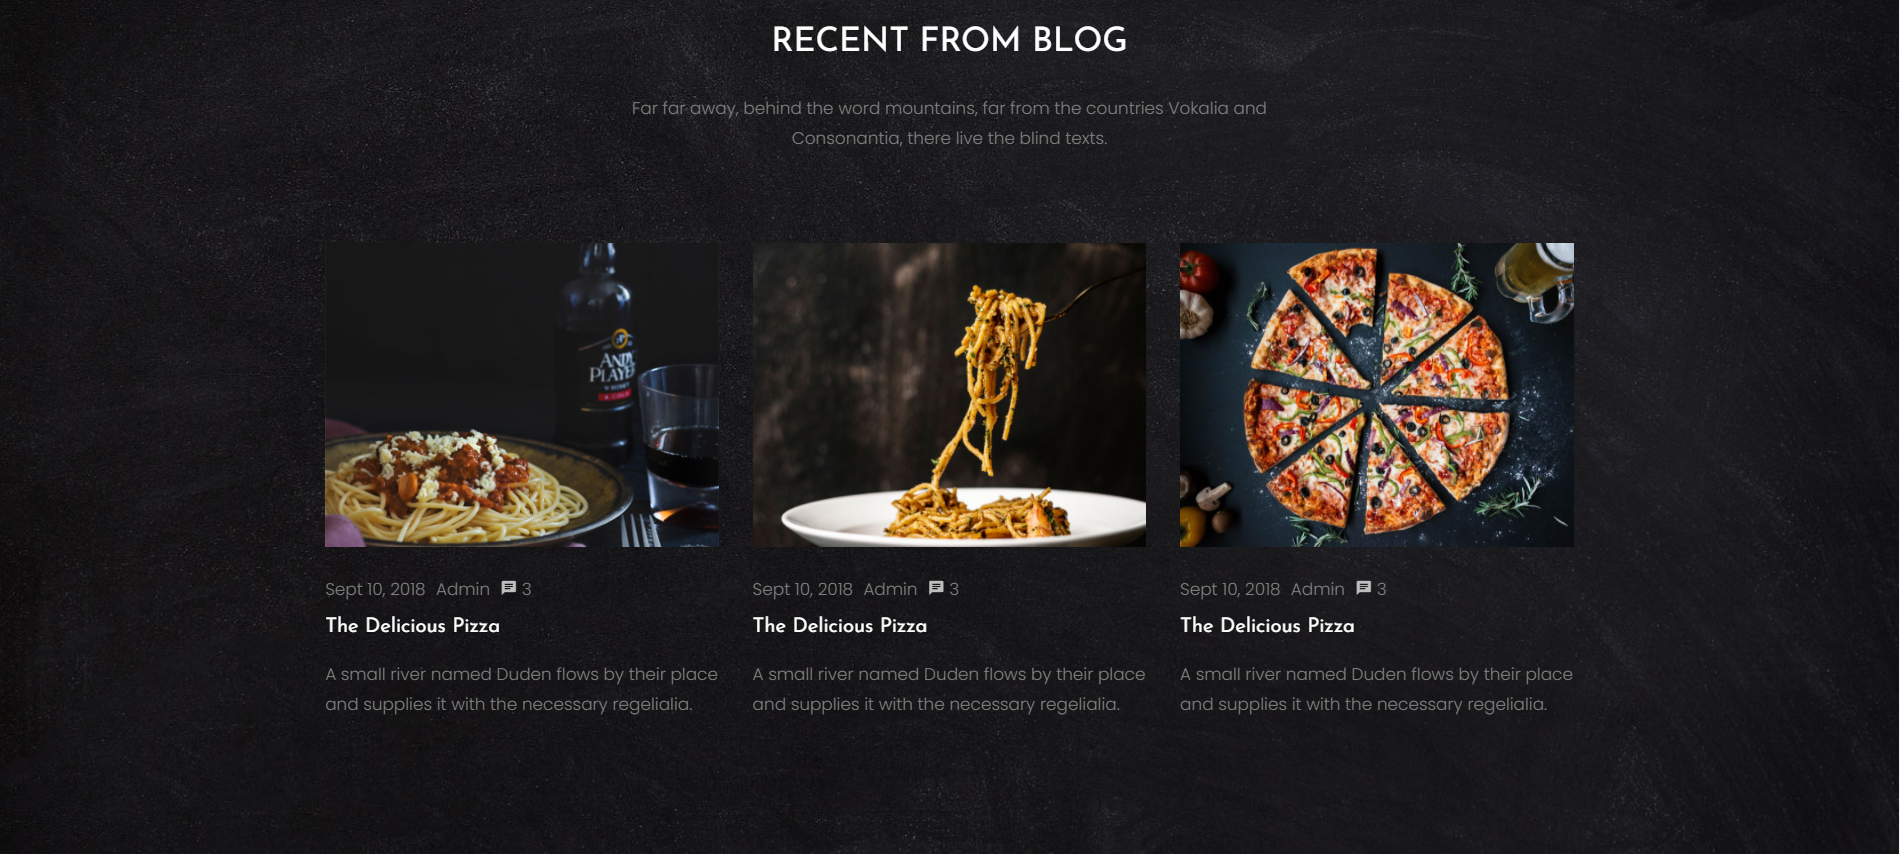 RECENT FROM BLOG
Far far away, behind the word mountains, far from the countries Vokalia and
Consonantia, there live the blind texts.
ANDY
PLAYER
WHISKY
Sept 10, 2018 Admin 3
The Delicious Pizza
A small river named Duden flows by their place
and supplies it with the necessary regelialia.
Sept 10, 2018 Admin 3
The Delicious Pizza
A small river named Duden flows by their place
and supplies it with the necessary regelialia.
Sept 10, 2018 Admin 3
The Delicious Pizza
A small river named Duden flows by their place
and supplies it with the necessary regelialia.